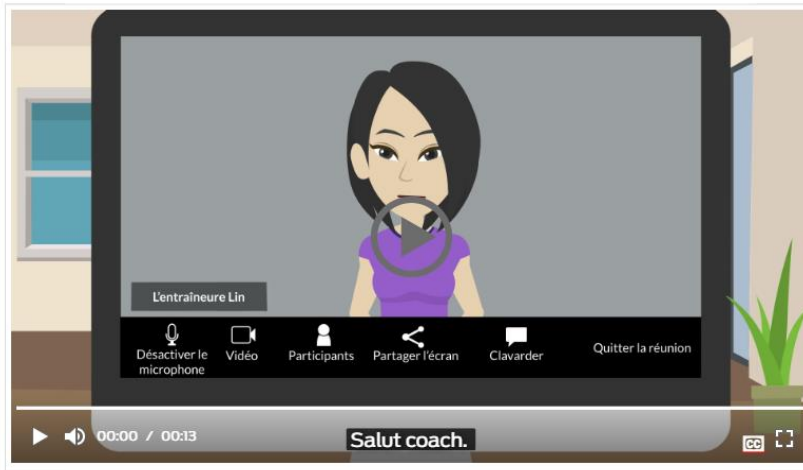 L'entraîneure Lin
Désactiver le
microphone
Vidéo
Participants
Partager l'écran
Clavarder
Quitter la réunion
00:00 / 00:13
Salut coach.
CC